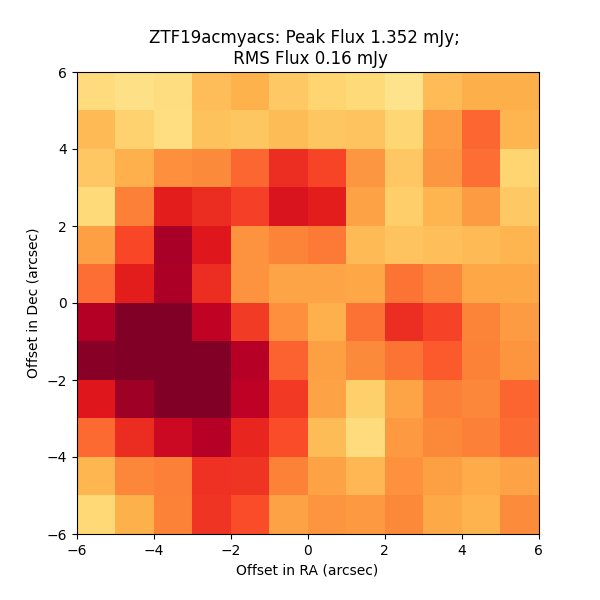 ZTF19acmyacs: Peak Flux 1.352 mJy;
RMS Flux 0.16 mJy
6
4
2
0
−2
−4
−6
Offset in Dec (arcsec)
−6 −4 −2 0 2 4 6
Offset in RA (arcsec)